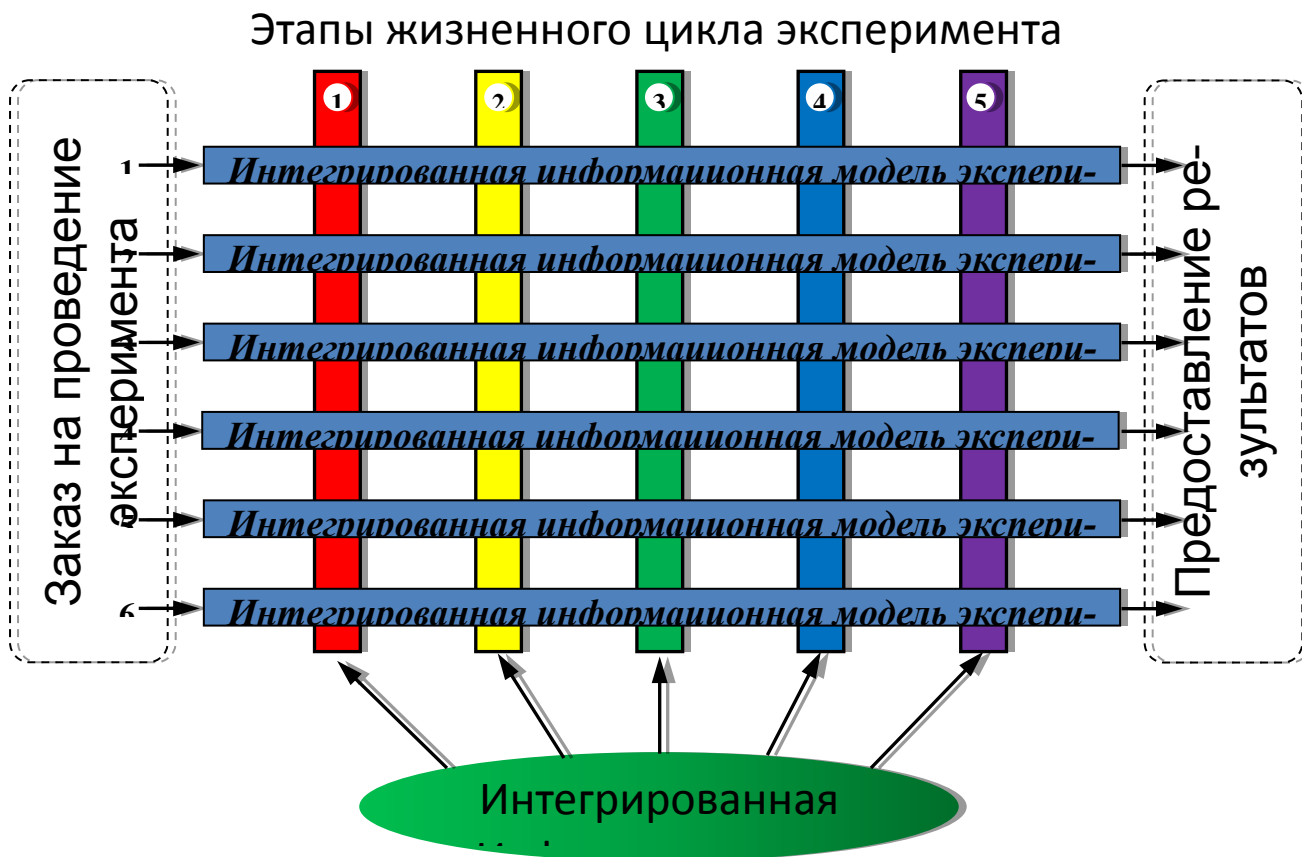 Этапы жизненного цикла эксперимента
1 2 3 4 5
Заказ на проведение
эксперимента
1
Интегрированная информационная модель экспери-
Интегрированная информационная модель экспери-
Интегрированная информационная модель экспери-
Интегрированная информационная модель экспери-
Интегрированная информационная модель экспери-
6
Интегрированная информационная модель экспери-
Предоставление ре-
зультатов
Интегрированная